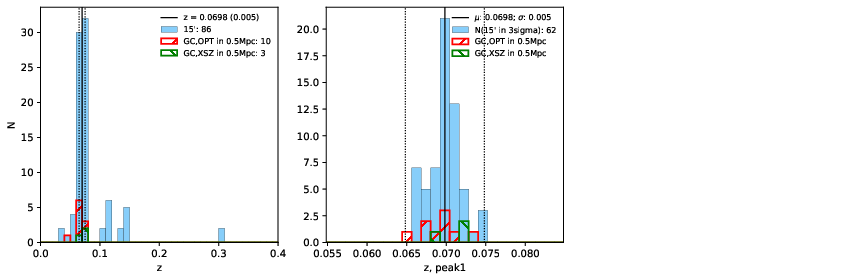 z = 0.0698 (0.005)
15': 86
GC,OPT in 0.5Mpc: 10
GC,XSZ in 0.5Mpc: 3
30
25
20
15
10
5
0
N
0.0
0.1
0.2
0.3
0.4
z
μ: 0.0698; σ: 0.005
N(15' in 3sigma): 62
GC,OPT in 0.5Mpc
GC,XSZ in 0.5Mpc
20.0
17.5
15.0
12.5
10.0
7.5
5.0
2.5
0.0
0.055
0.060
0.065
0.070
0.075
0.080
z, peak1